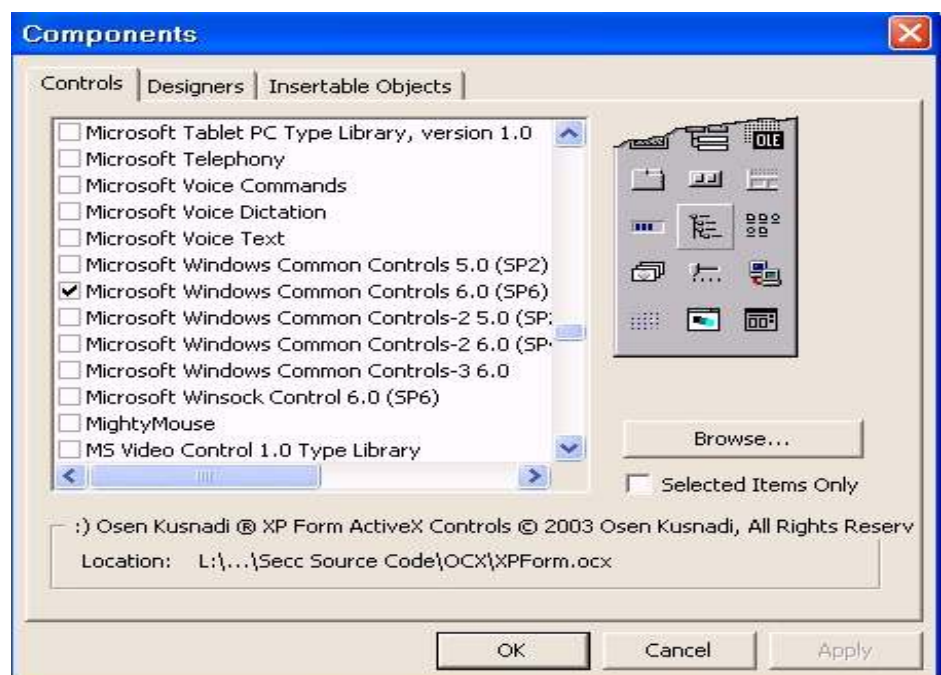 Components
Controls Designers Insertable Objects
Microsoft Tablet PC Type Library, version 1.0
Microsoft Telephony
Microsoft Voice Commands
Microsoft Voice Dictation
Microsoft Voice Text
Microsoft Windows Common Controls 5.0 (SP2)
Microsoft Windows Common Controls 6.0 (SP6)
Microsoft Windows Common Controls-2 5.0 (SP
Microsoft Windows Common Controls-2 6.0 (SP
Microsoft Windows Common Controls-3 6.0
Microsoft Winsock Control 6.0 (SP6)
MightyMouse
MS Video Control 1.0 Type Library
OLE
Browse...
Selected Items Only
:) Osen Kusnadi ® XP Form ActiveX Controls © 2003 Osen Kusnadi, All Rights Reserv
Location: L:\...\Secc Source Code\OCX\XPForm.ocx
OK Cancel Apply